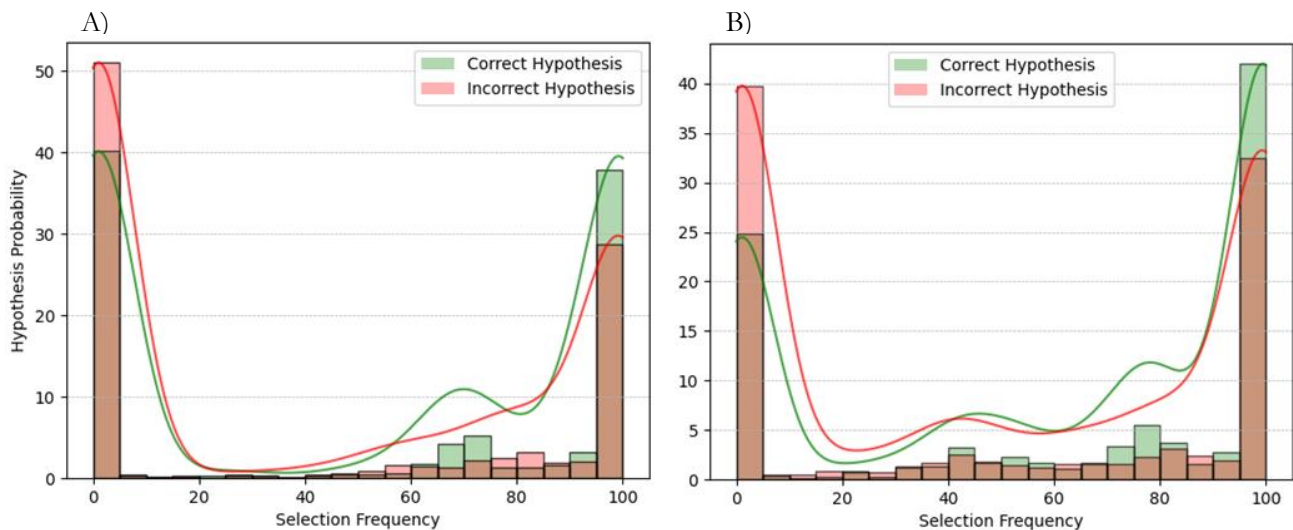 A)
B)
Correct Hypothesis
Incorrect Hypothesis
Hypothesis Probability
50
40
30
20
10
0
0 20 40 60 80 100
Selection Frequency
Correct Hypothesis
Incorrect Hypothesis
40
35
30
25
20
15
10
5
0
0 20 40 60 80 100
Selection Frequency